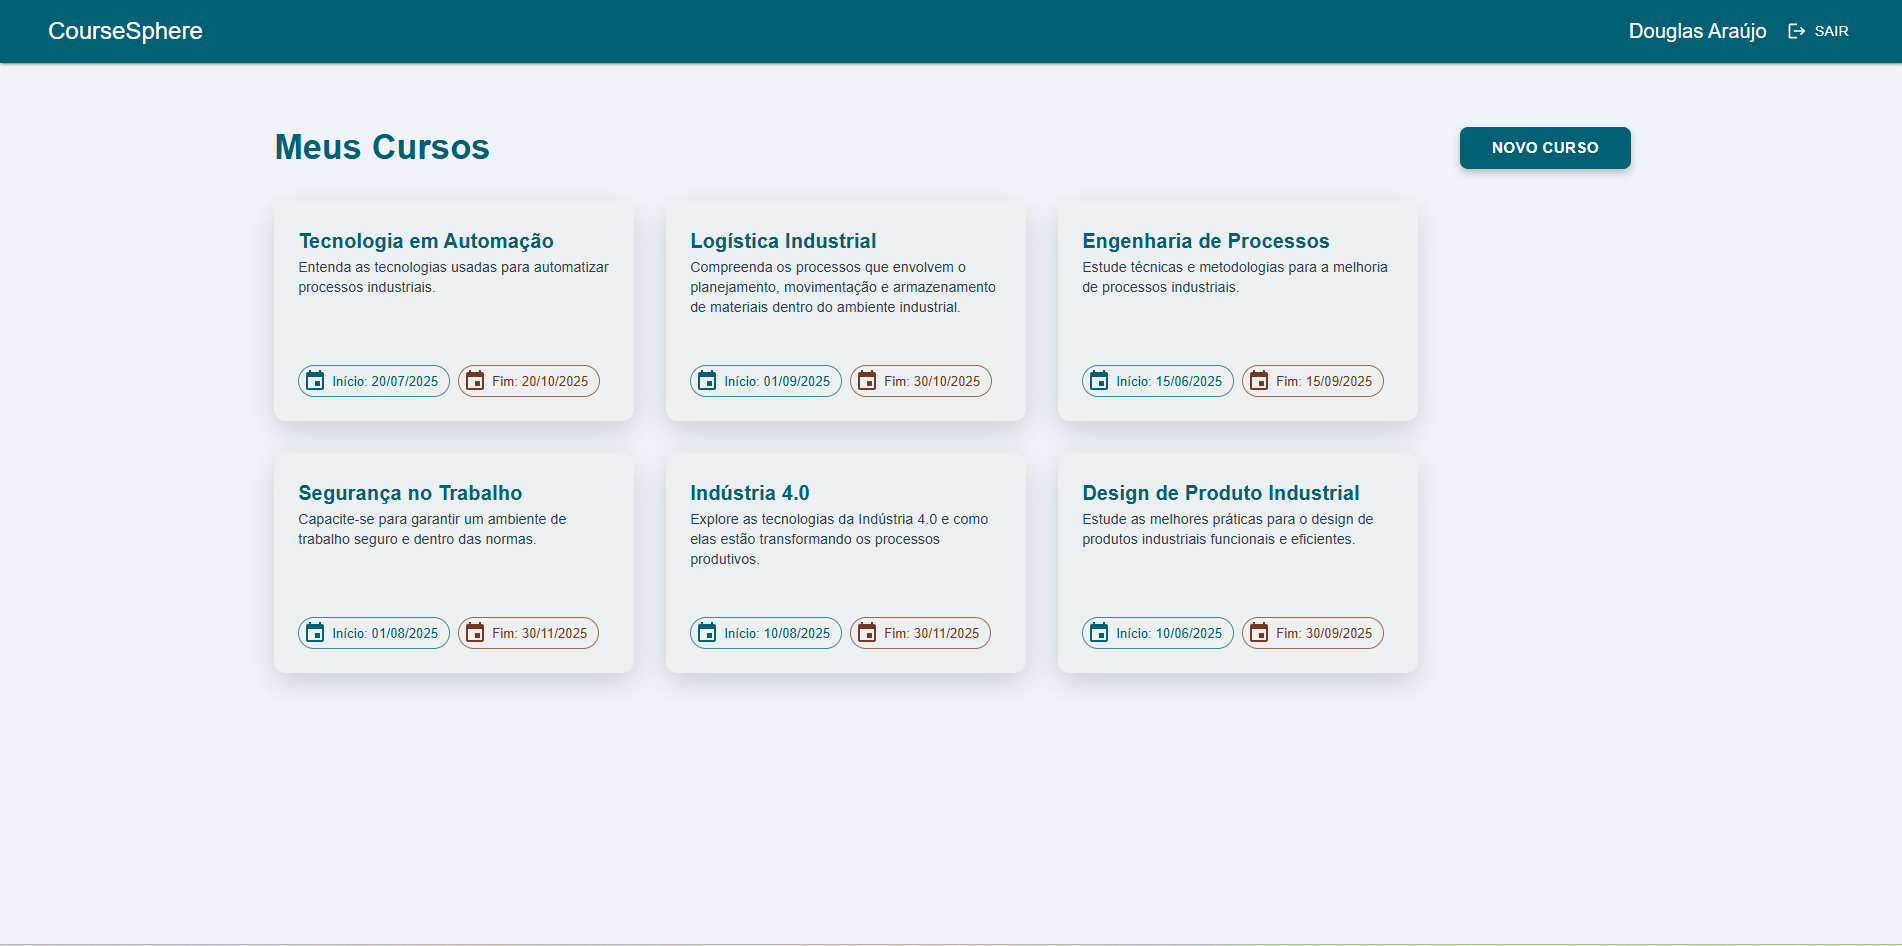 CourseSphere
Douglas Araújo
SAIR
Meus Cursos
NOVO CURSO
Tecnologia em Automação
Entenda as tecnologias usadas para automatizar
processos industriais.
Início: 20/07/2025
Fim: 20/10/2025
Logística Industrial
Compreenda os processos que envolvem o
planejamento, movimentação e armazenamento
de materiais dentro do ambiente industrial.
Início: 01/09/2025
Fim: 30/10/2025
Engenharia de Processos
Estude técnicas e metodologias para a melhoria
de processos industriais.
Início: 15/06/2025
Fim: 15/09/2025
Segurança no Trabalho
Capacite-se para garantir um ambiente de
trabalho seguro e dentro das normas.
Início: 01/08/2025
Fim: 30/11/2025
Indústria 4.0
Explore as tecnologias da Indústria 4.0 e como
elas estão transformando os processos
produtivos.
Início: 10/08/2025
Fim: 30/11/2025
Design de Produto Industrial
Estude as melhores práticas para o design de
produtos industriais funcionais e eficientes.
Início: 10/06/2025
Fim: 30/09/2025